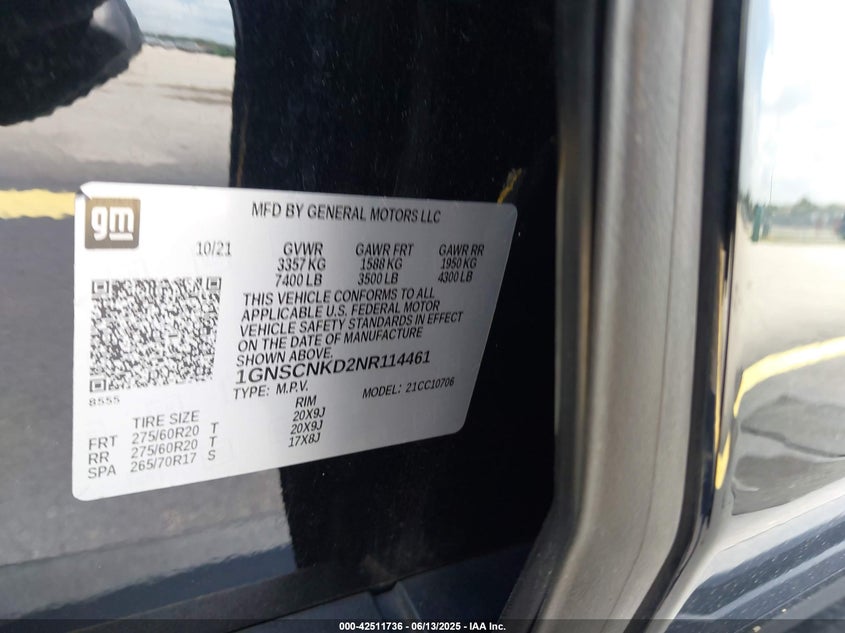 gm
MFD BY GENERAL MOTORS LLC
10/21 GVWR GAWR FRT GAWR RR
3357 KG 1588 KG 1950 KG
7400 LB 3500 LB 4300 LB
THIS VEHICLE CONFORMS TO ALL
APPLICABLE U.S. FEDERAL MOTOR
VEHICLE SAFETY STANDARDS IN EFFECT
ON THE DATE OF MANUFACTURE
SHOWN ABOVE.
1GNSCNKD2NR114461
TYPE: M.P.V. MODEL: 21CC10706
8555
TIRE SIZE RIM
FRT 275/60R20 T 20X9J
RR 275/60R20 T 20X9J
SPA 265/70R17 S 17X8J
000-42511736 - 06/13/2025 - IAA Inc.